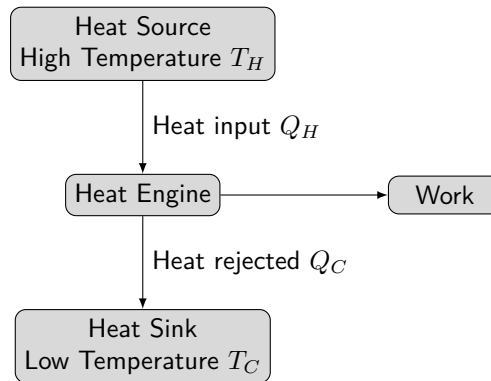 Heat Source
High Temperature T_H
Heat input Q_H
Heat Engine
Work
Heat rejected Q_C
Heat Sink
Low Temperature T_C